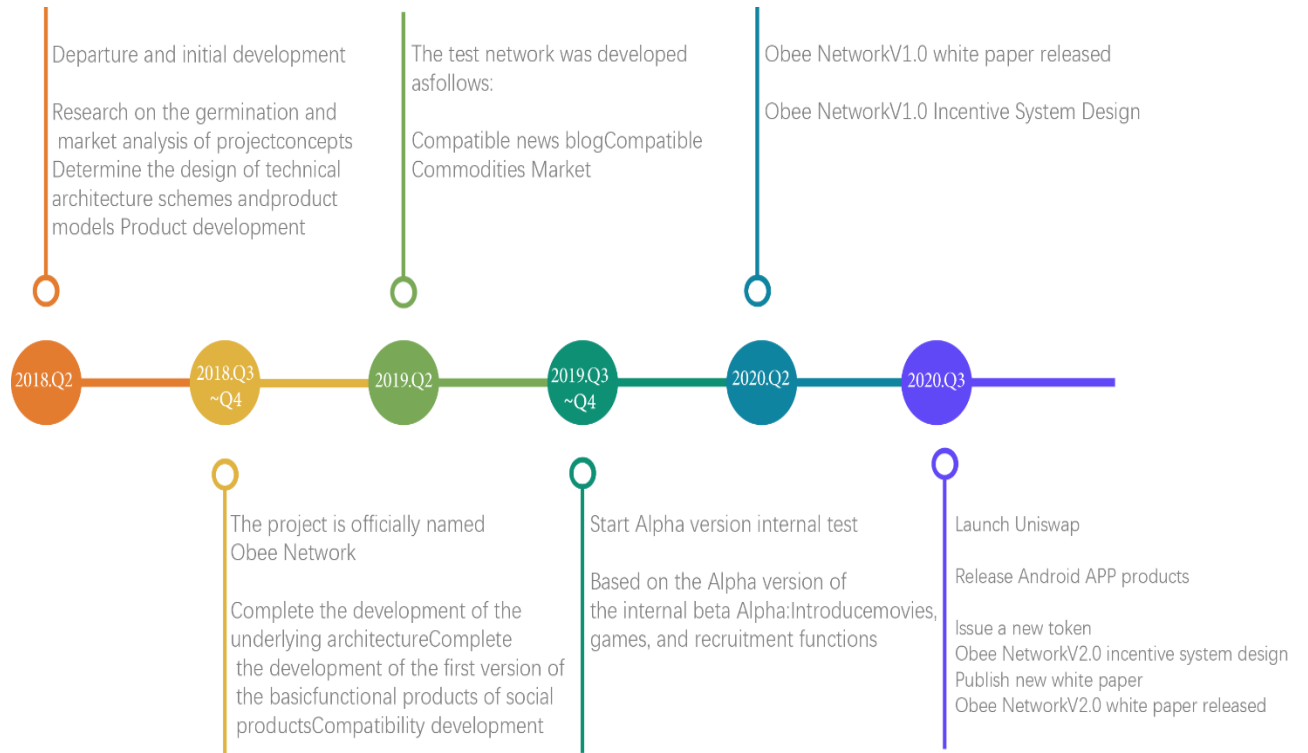 Departure and initial development
Research on the germination and
market analysis of projectconcepts
Determine the design of technical
architecture schemes andproduct
models Product development
The test network was developed
asfollows:
Compatible news blogCompatible
Commodities Market
Obee NetworkV1.0 white paper released
Obee NetworkV1.0 Incentive System Design
2018.Q2
2018.Q3
~Q4
2019.Q2
2019.Q3
~Q4
2020.Q2
2020.Q3
The project is officially named
Obee Network
Complete the development of the
underlying architectureComplete
the development of the first version of
the basicfunctional products of social
productsCompatibility development
Start Alpha version internal test
Based on the Alpha version of
the internal beta Alpha:Introducemovies,
games, and recruitment functions
Launch Uniswap
Release Android APP products
Issue a new token
Obee NetworkV2.0 incentive system design
Publish new white paper
Obee NetworkV2.0 white paper released